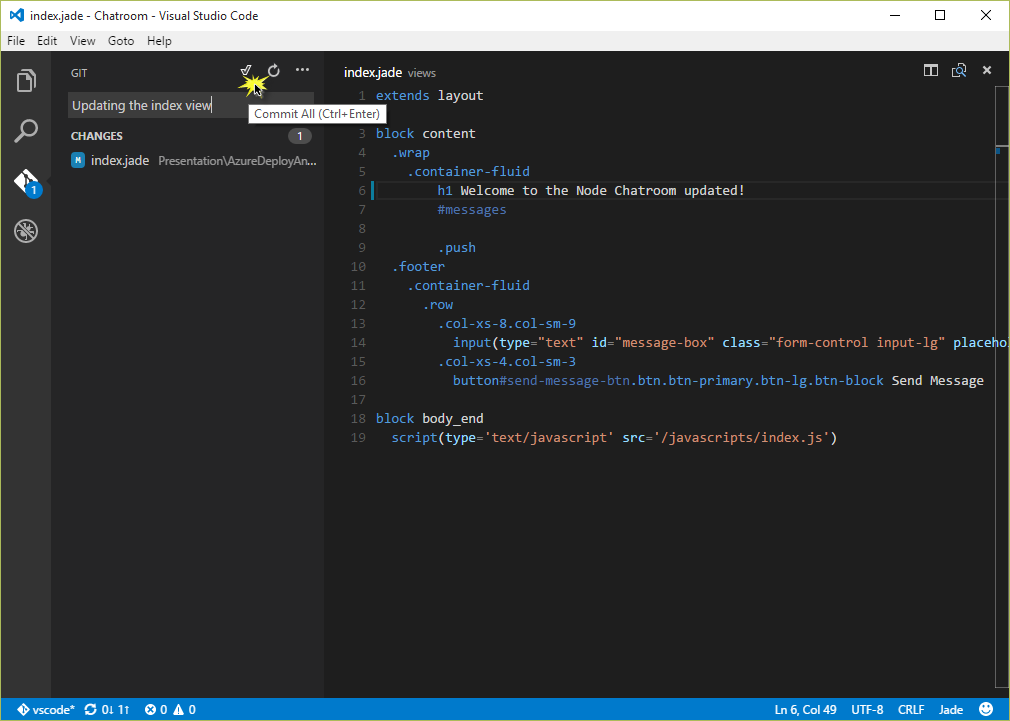 index.jade - Chatroom - Visual Studio Code
File Edit View Goto Help
GIT
Updating the index view
Commit All (Ctrl+Enter)
CHANGES 1
M index.jade Presentation\AzureDeployAn...
1
index.jade views
1 extends layout
3 block content
4 .wrap
5 .container-fluid
6 h1 Welcome to the Node Chatroom updated!
7 #messages
8
9 .push
10 .footer
11 .container-fluid
12 .row
13 .col-xs-8.col-sm-9
14 input(type="text" id="message-box" class="form-control input-lg" placeho
15 .col-xs-4.col-sm-3
16 button#send-message-btn.btn.btn-primary.btn-lg.btn-block Send Message
17
18 block body_end
19 script(type='text/javascript' src='/javascripts/index.js')
vscode* 0↓ 1↑ 0 0 Ln 6, Col 49 UTF-8 CRLF Jade